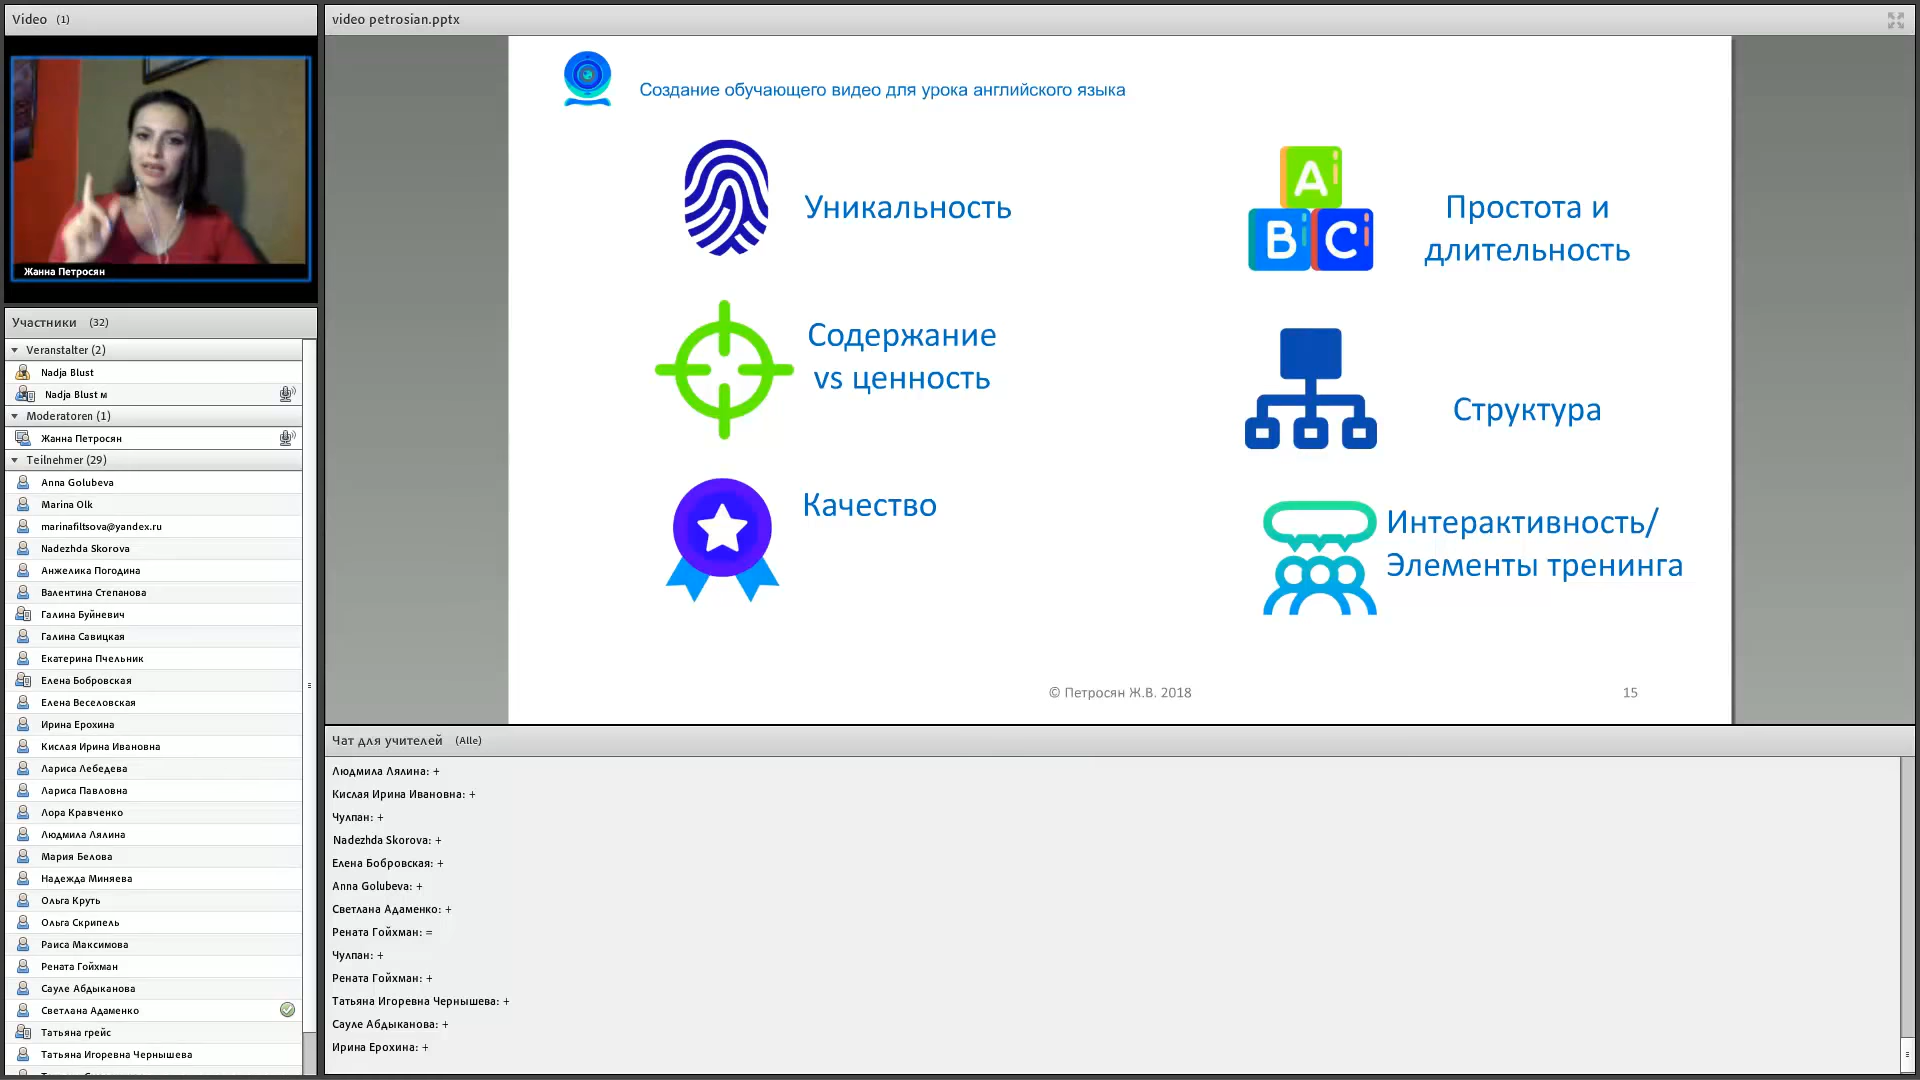 Video (1)
Жанна Петросян
Участники (32)
Veranstalter (2)
Nadja Blust
Nadja Blust м
Moderatoren (1)
Жанна Петросян
Teilnehmer (29)
Anna Golubeva
Marina Olk
marinafiltsova@yandex.ru
Nadezhda Skorova
Анжелика Погодина
Валентина Степанова
Галина Буйневич
Галина Савицкая
Екатерина Пчельник
Елена Бобровская
Елена Веселовская
Ирина Ерохина
Кислая Ирина Ивановна
Лариса Лебедева
Лариса Павловна
Лора Кравченко
Людмила Лялина
Мария Белова
Надежда Миняева
Ольга Круть
Ольга Скрипель
Раиса Максимова
Рената Гойхман
Сауле Абдыканова
Светлана Адаменко
Татьяна грейс
Татьяна Игоревна Чернышева
video petrosian.pptx
Создание обучающего видео для урока английского языка
Уникальность
Содержание
vs ценность
Качество
A
B C
Простота и
длительность
Структура
Интерактивность/
Элементы тренинга
© Петросян Ж.В. 2018
15
Чат для учителей (Alle)
Людмила Лялина: +
Кислая Ирина Ивановна: +
Чулпан: +
Nadezhda Skorova: +
Елена Бобровская: +
Anna Golubeva: +
Светлана Адаменко: +
Рената Гойхман: =
Чулпан: +
Рената Гойхман: +
Татьяна Игоревна Чернышева: +
Сауле Абдыканова: +
Ирина Ерохина: +